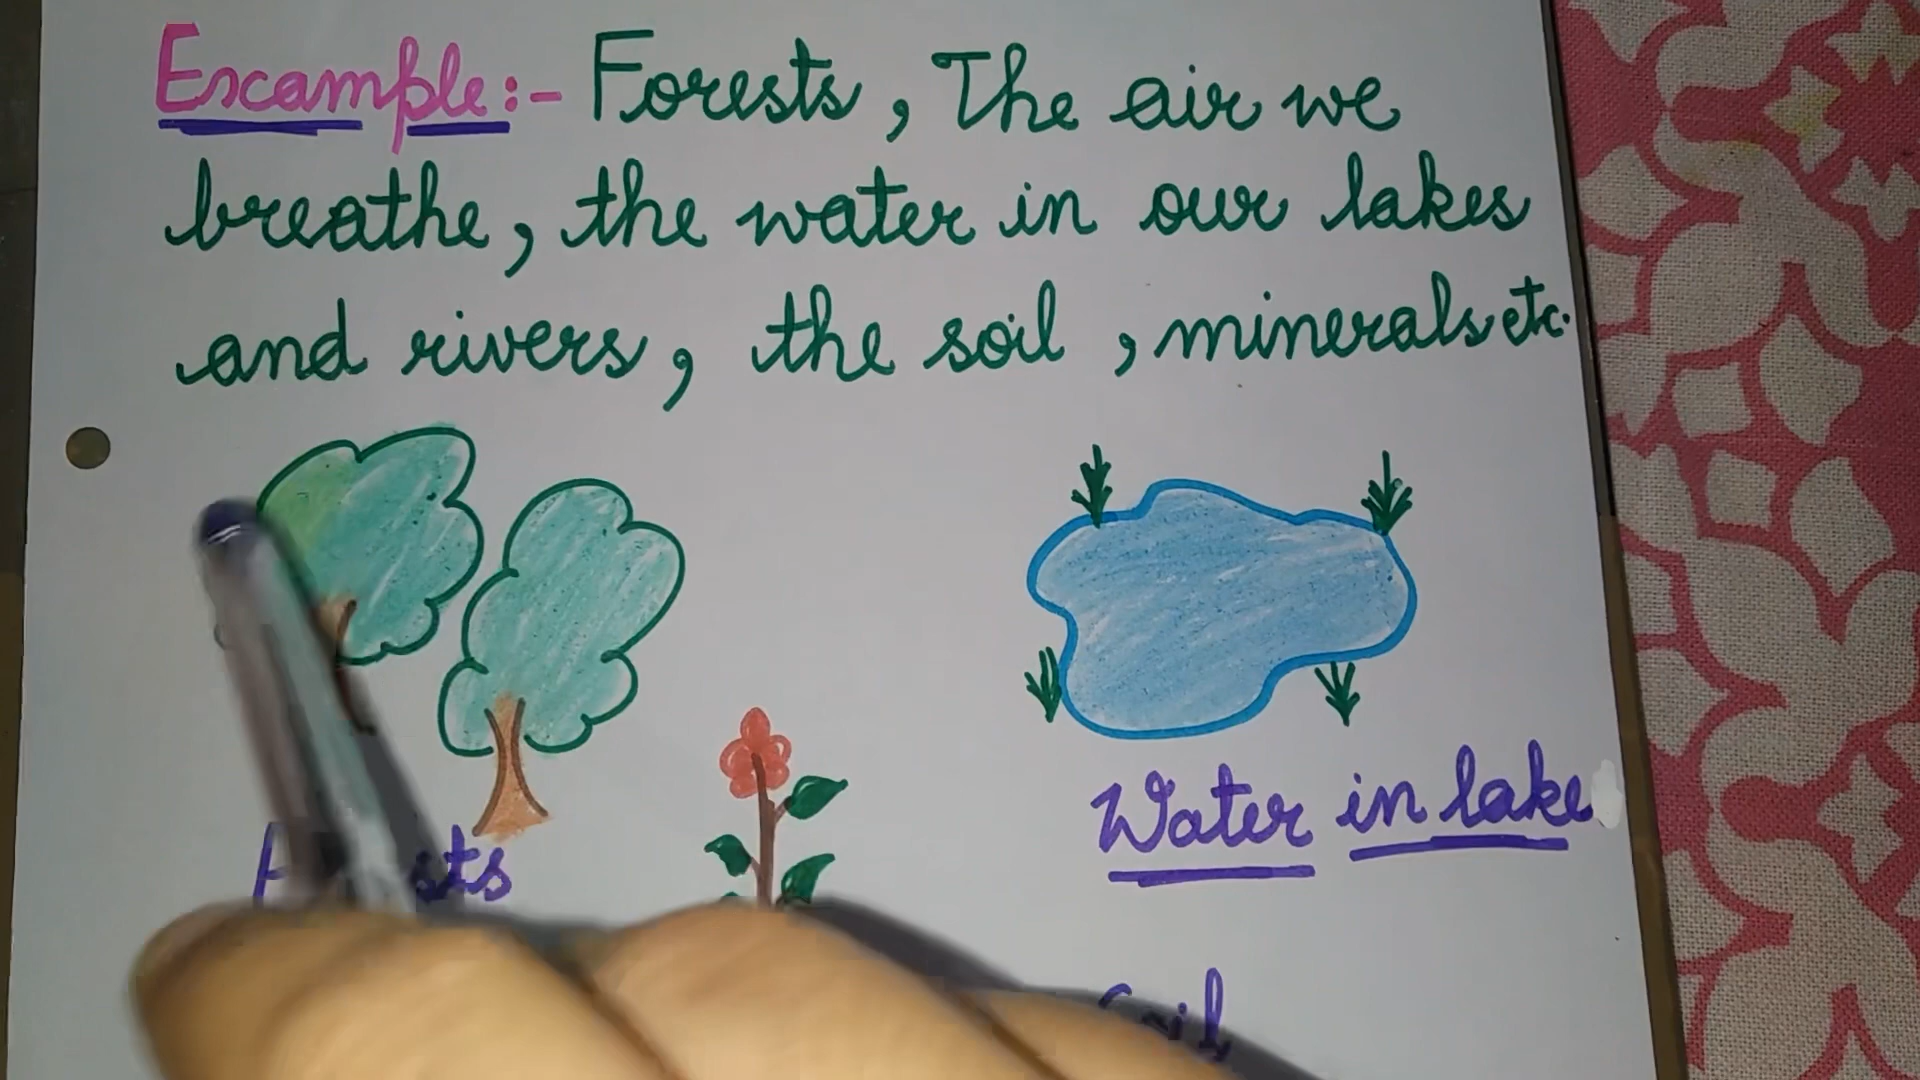 Example:- Forests, The air we
breathe, the water in our lakes
and rivers, the soil, minerals etc.
Water in lake
Soil